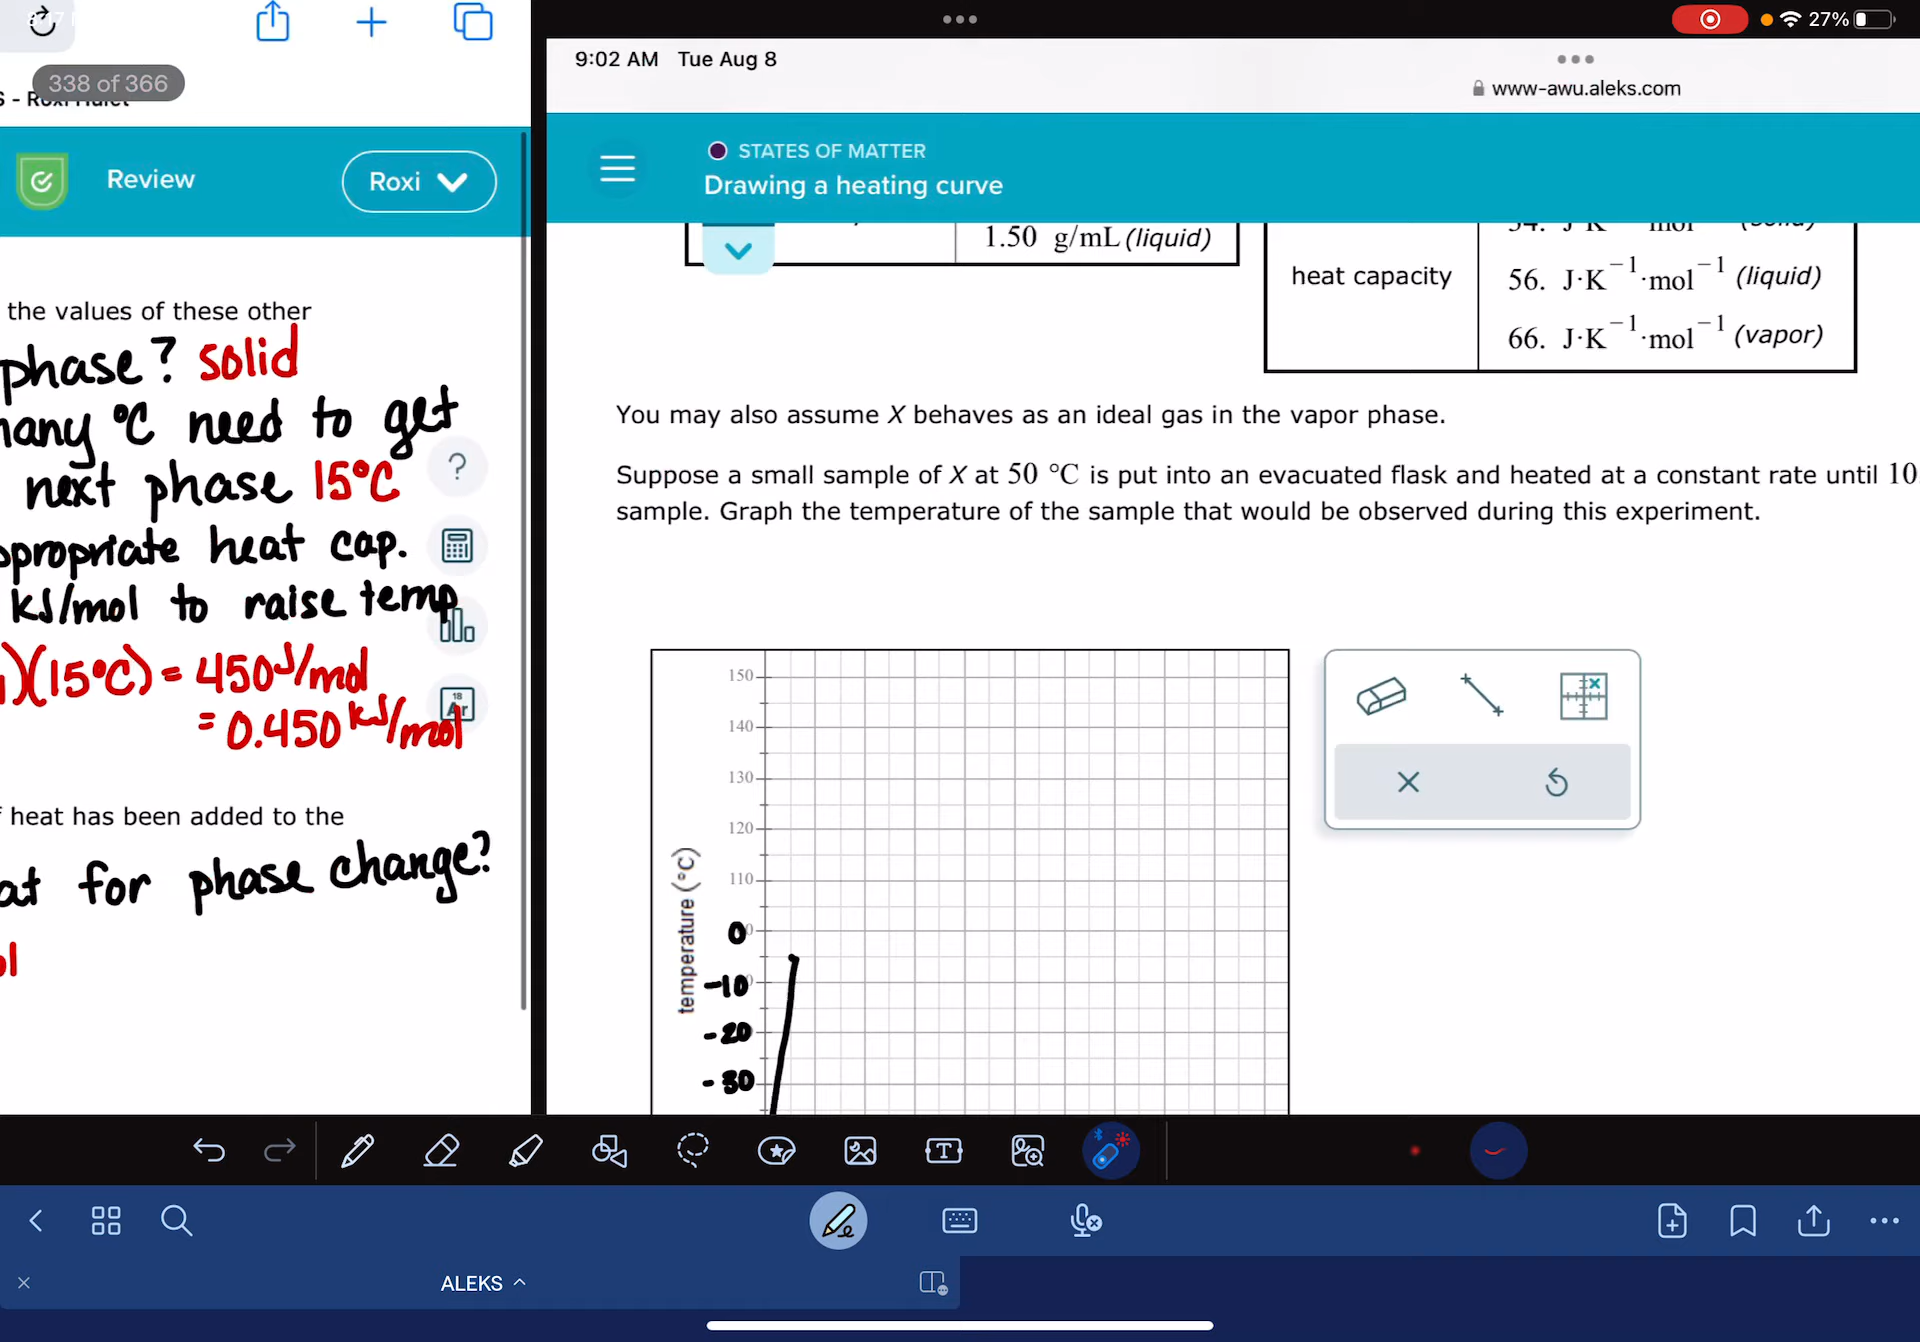 27%
338 of 366
9:02 AM Tue Aug 8
www-awu.aleks.com
Review
Roxi
STATES OF MATTER
Drawing a heating curve
the values of these other
phase? solid
many °C need to get
next phase 15°C
appropriate heat cap.
kJ/mol to raise temp
)(15°C) = 450 J/mol
= 0.450 kJ/mol
heat has been added to the
at for phase change?
ol
?
18
Ar
1.50 g/mL (liquid)
heat capacity
56. J·K⁻¹·mol⁻¹ (liquid)
66. J·K⁻¹·mol⁻¹ (vapor)
You may also assume X behaves as an ideal gas in the vapor phase.
Suppose a small sample of X at 50 °C is put into an evacuated flask and heated at a constant rate until 10
sample. Graph the temperature of the sample that would be observed during this experiment.
temperature (°C)
150
140
130
120
110
0
-10
-20
-30
ALEKS